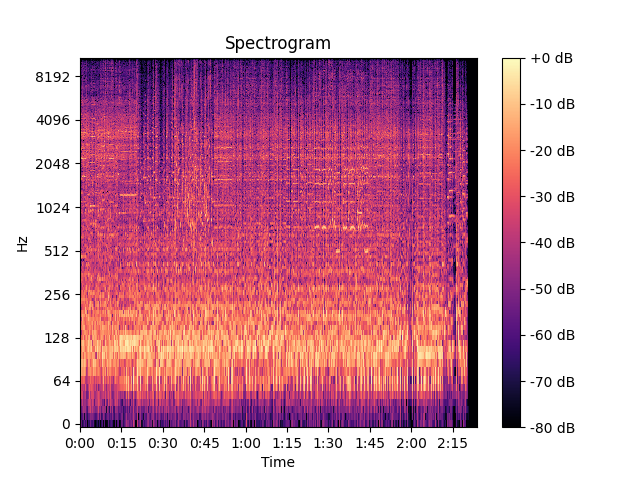 Spectrogram
Hz
8192
4096
2048
1024
512
256
128
64
0
0:00 0:15 0:30 0:45 1:00 1:15 1:30 1:45 2:00 2:15
Time
+0 dB
-10 dB
-20 dB
-30 dB
-40 dB
-50 dB
-60 dB
-70 dB
-80 dB